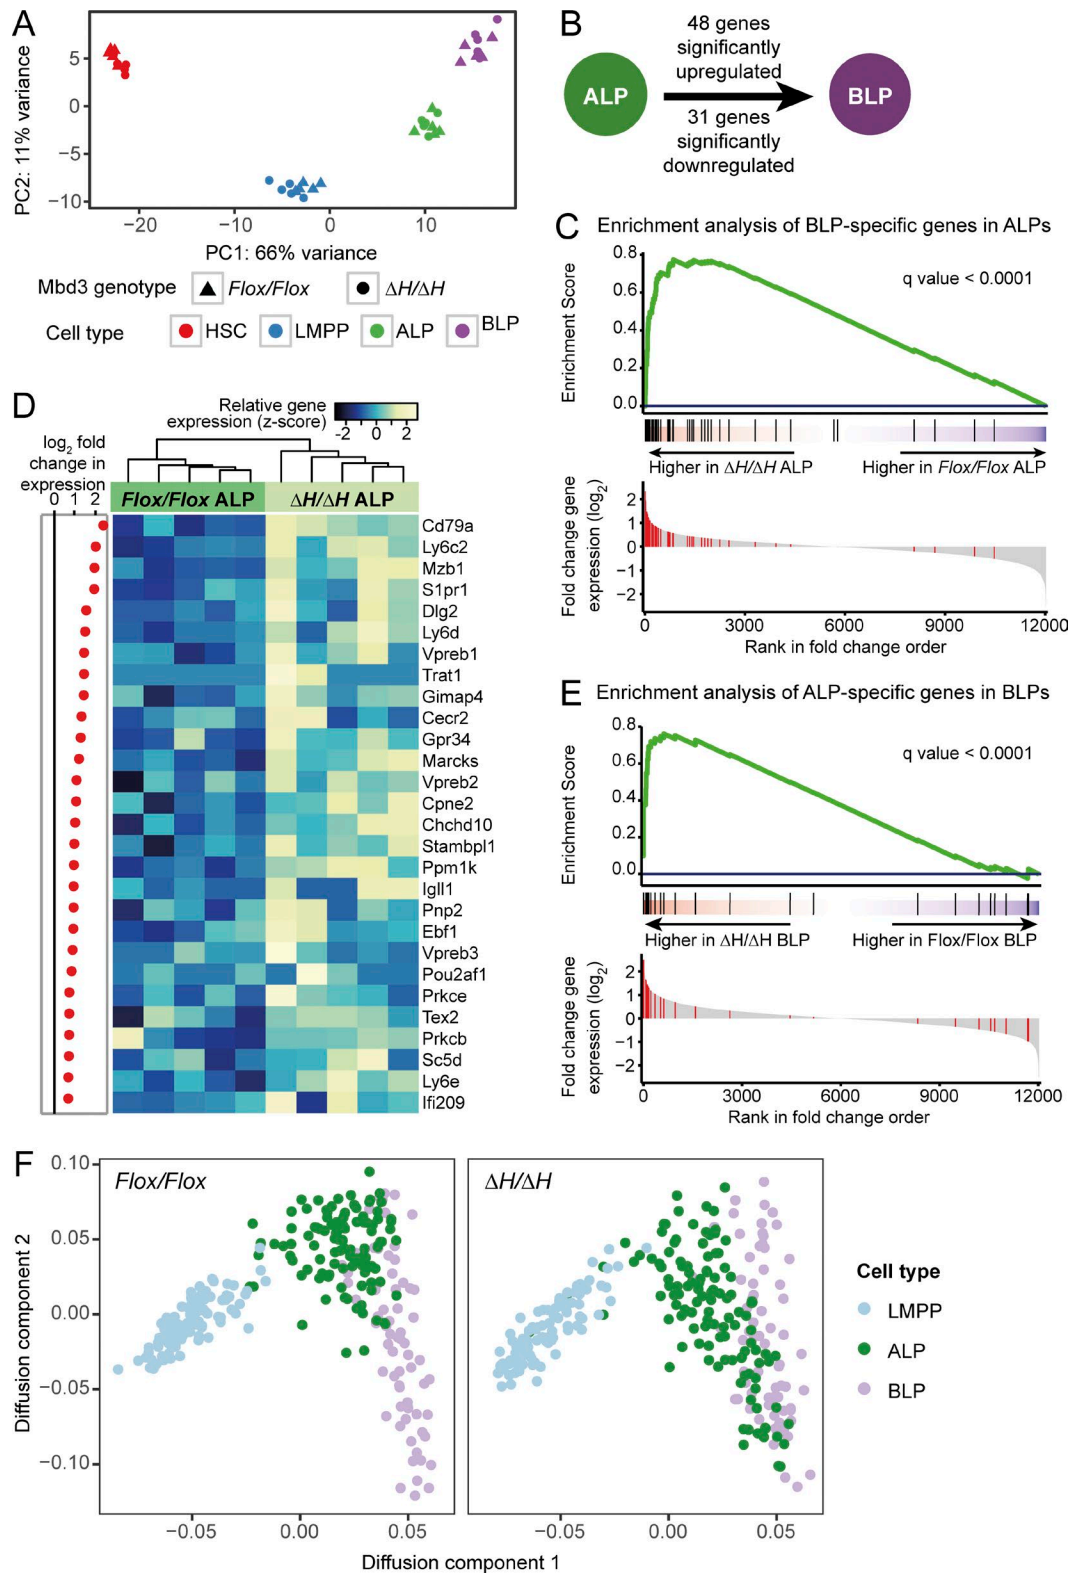 A
PC2: 11% variance
5
0
−5
−10
−20
−10
0
10
PC1: 66% variance
Mbd3 genotype
Flox/Flox
ΔH/ΔH
Cell type
HSC
LMPP
ALP
BLP
B
48 genes
significantly
upregulated
ALP
BLP
31 genes
significantly
downregulated
C
Enrichment analysis of BLP-specific genes in ALPs
Enrichment Score
0.8
0.6
0.4
0.2
0.0
q value < 0.0001
Higher in ΔH/ΔH ALP
Higher in Flox/Flox ALP
Fold change gene
expression (log2)
2
1
0
−1
−2
0
3000
6000
9000
12000
Rank in fold change order
D
Relative gene
expression (z-score)
−2
0
2
log2 fold
change in
expression
0 1 2
Flox/Flox ALP
ΔH/ΔH ALP
Cd79a
Ly6c2
Mzb1
S1pr1
Dlg2
Ly6d
Vpreb1
Trat1
Gimap4
Cecr2
Gpr34
Marcks
Vpreb2
Cpne2
Chchd10
Stambpl1
Ppm1k
Igll1
Pnp2
Ebf1
Vpreb3
Pou2af1
Prkce
Tex2
Prkcb
Sc5d
Ly6e
Ifi209
E
Enrichment analysis of ALP-specific genes in BLPs
Enrichment Score
0.8
0.6
0.4
0.2
0.0
q value < 0.0001
Higher in ΔH/ΔH BLP
Higher in Flox/Flox BLP
Fold change gene
expression (log2)
2
1
0
−1
−2
0
3000
6000
9000
12000
Rank in fold change order
F
Diffusion component 2
0.10
0.05
0.00
−0.05
−0.10
Flox/Flox
ΔH/ΔH
−0.05
0.00
0.05
−0.05
0.00
0.05
Diffusion component 1
Cell type
LMPP
ALP
BLP